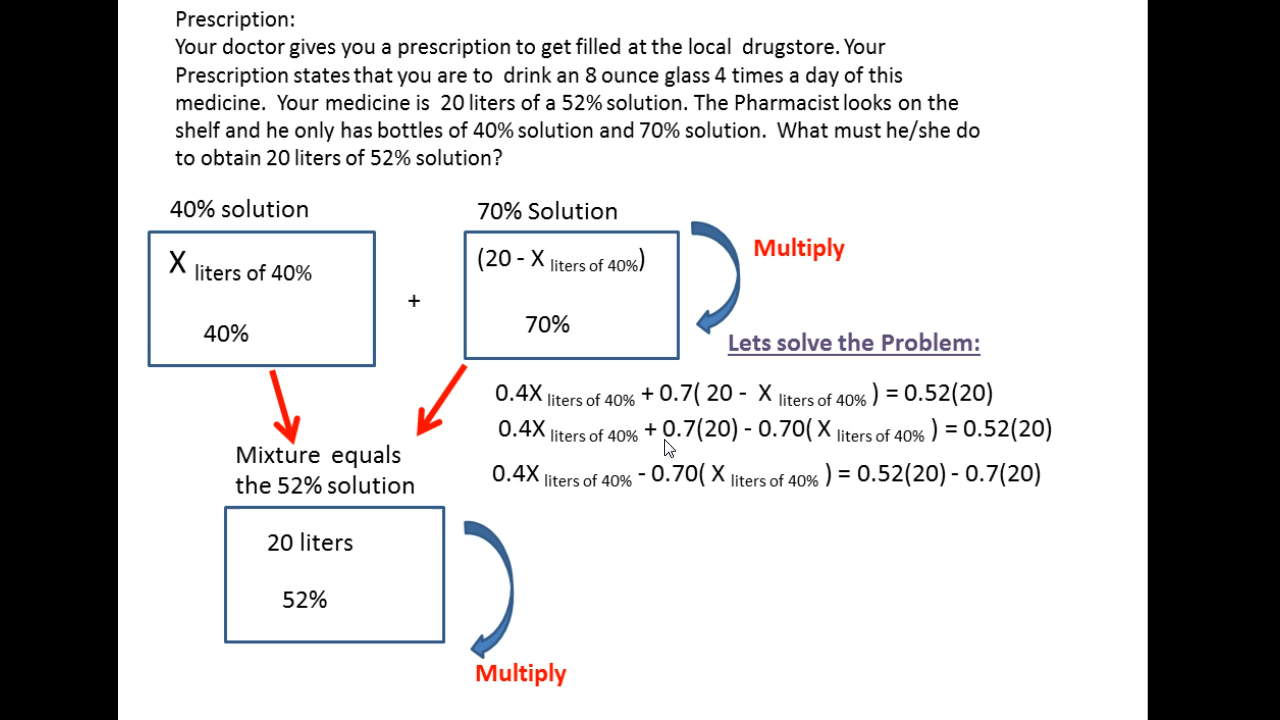 Prescription:
Your doctor gives you a prescription to get filled at the local drugstore. Your
Prescription states that you are to drink an 8 ounce glass 4 times a day of this
medicine. Your medicine is 20 liters of a 52% solution. The Pharmacist looks on the
shelf and he only has bottles of 40% solution and 70% solution. What must he/she do
to obtain 20 liters of 52% solution?
40% solution
70% Solution
X liters of 40%
40%
+
(20 - X liters of 40%)
70%
Multiply
Lets solve the Problem:
0.4X liters of 40% + 0.7( 20 - X liters of 40% ) = 0.52(20)
0.4X liters of 40% + 0.7(20) - 0.70( X liters of 40% ) = 0.52(20)
0.4X liters of 40% - 0.70( X liters of 40% ) = 0.52(20) - 0.7(20)
Mixture equals
the 52% solution
20 liters
52%
Multiply